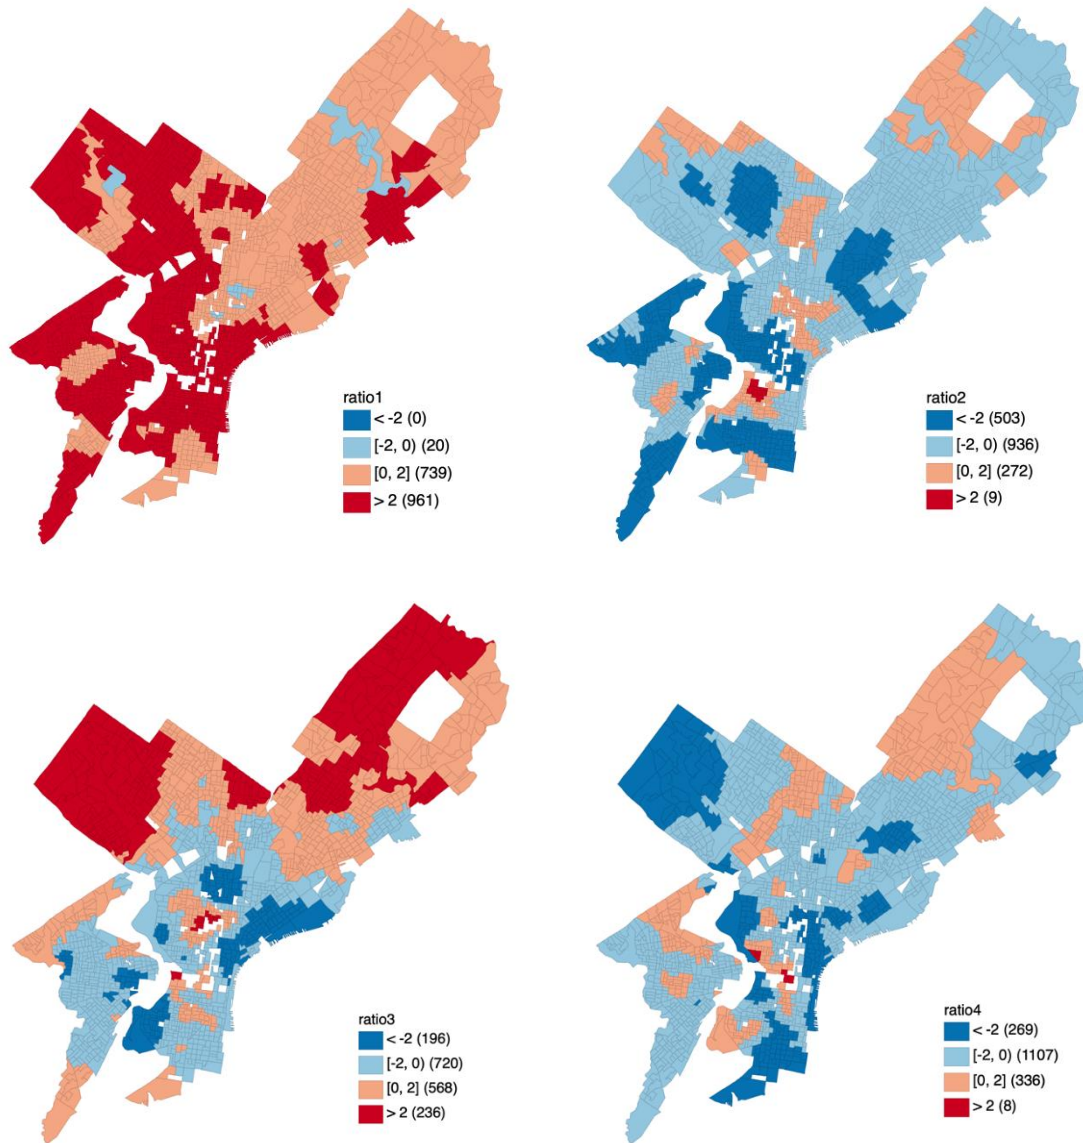 ratio1
< -2 (0)
[-2, 0) (20)
[0, 2] (739)
> 2 (961)
ratio2
< -2 (503)
[-2, 0) (936)
[0, 2] (272)
> 2 (9)
ratio3
< -2 (196)
[-2, 0) (720)
[0, 2] (568)
> 2 (236)
ratio4
< -2 (269)
[-2, 0) (1107)
[0, 2] (336)
> 2 (8)